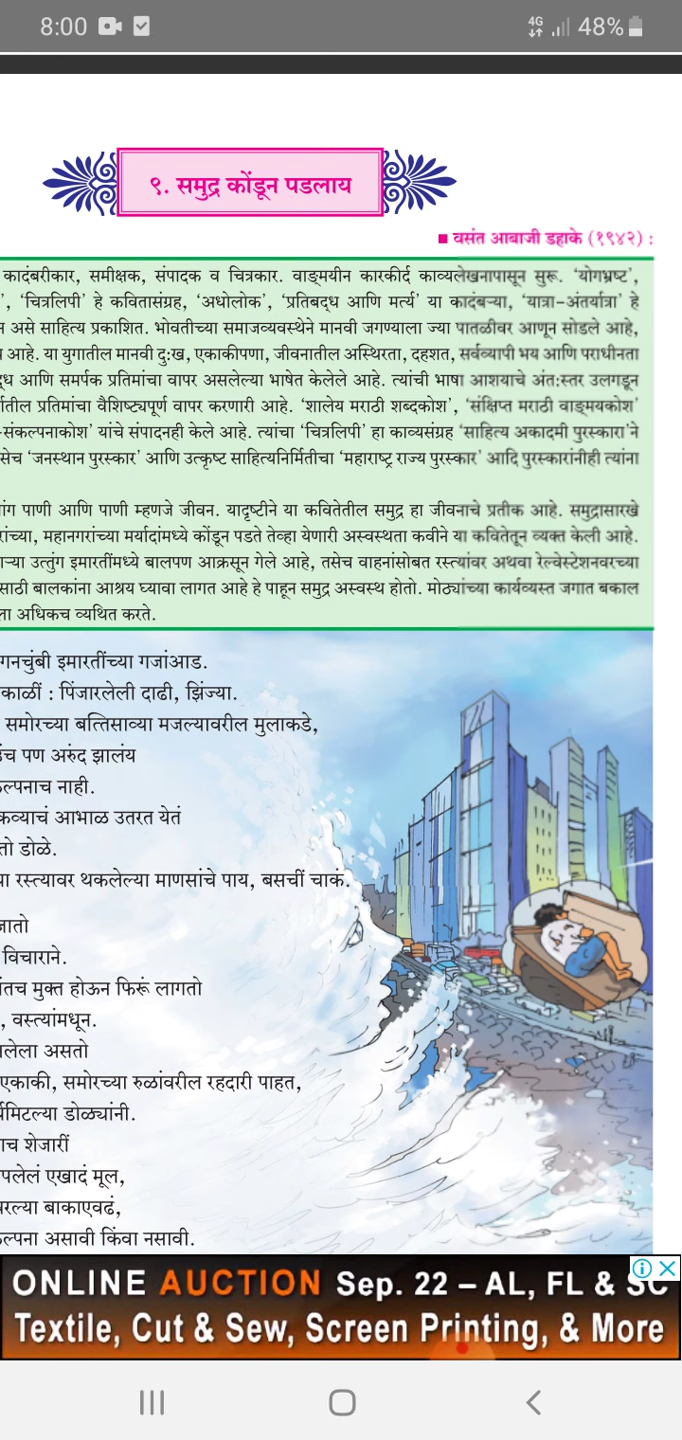 8:00
4G 48%
९. समुद्र कोंडून पडलाय
■ वसंत आबाजी डहाके (१९४२) :
कादंबरीकार, समीक्षक, संपादक व चित्रकार. वाङ्मयीन कारकीर्द काव्यलेखनापासून सुरू. ‘योगभ्रष्ट’,
’, ‘चित्रलिपी’ हे कवितासंग्रह, ‘अधोलोक’, ‘प्रतिबद्ध आणि मर्त्य’ या कादंबऱ्या, ‘यात्रा-अंतर्यात्रा’ हे
असे साहित्य प्रकाशित. भोवतीच्या समाजव्यवस्थेने मानवी जगण्याला ज्या पातळीवर आणून सोडले आहे,
आहे. या युगातील मानवी दुःख, एकाकीपणा, जीवनातील अस्थिरता, दहशत, सर्वव्यापी भय आणि पराधीनता
आणि समर्पक प्रतिमांचा वापर असलेल्या भाषेत केलेले आहे. त्यांची भाषा आशयाचे अंतःस्तर उलगडून
तील प्रतिमांचा वैशिष्ट्यपूर्ण वापर करणारी आहे. ‘शालेय मराठी शब्दकोश’, ‘संक्षिप्त मराठी वाङ्मयकोश’
-संकल्पनाकोश’ यांचे संपादनही केले आहे. त्यांचा ‘चित्रलिपी’ हा काव्यसंग्रह ‘साहित्य अकादमी पुरस्कारा’ने
सेच ‘जनस्थान पुरस्कार’ आणि उत्कृष्ट साहित्यनिर्मितीचा ‘महाराष्ट्र राज्य पुरस्कार’ आदि पुरस्कारांनीही त्यांना
ांग पाणी आणि पाणी म्हणजे जीवन. यादृष्टीने या कवितेतील समुद्र हा जीवनाचे प्रतीक आहे. समुद्रासारखे
रांच्या, महानगरांच्या मर्यादांमध्ये कोंडून पडते तेव्हा येणारी अस्वस्थता कवीने या कवितेतून व्यक्त केली आहे.
ाऱ्या उत्तुंग इमारतींमध्ये बालपण आक्रसून गेले आहे, तसेच वाहनांसोबत रस्त्यांवर अथवा रेल्वेस्टेशनवरच्या
साठी बालकांना आश्रय घ्यावा लागत आहे हे पाहून समुद्र अस्वस्थ होतो. मोठ्यांच्या कार्यव्यस्त जगात बकाल
ला अधिकच व्यथित करते.
गनचुंबी इमारतींच्या गजांआड.
काळीं : पिंजारलेली दाढी, झिंज्या.
समोरच्या बत्तिसाव्या मजल्यावरील मुलाकडे,
ंच पण अरुंद झालंय
ल्पनाच नाही.
कव्याचं आभाळ उतरत येतं
तो डोळे.
या रस्त्यावर थकलेल्या माणसांचे पाय, बसचीं चाकं.
जातो
विचाराने.
ंतच मुक्त होऊन फिरूं लागतो
, वस्त्यांमधून.
लेला असतो
एकाकी, समोरच्या रुळांवरील रहदारी पाहत,
र्धमिटल्या डोळ्यांनी.
ाच शेजारीं
पलेलं एखादं मूल,
वरल्या बाकाएवढं,
ल्पना असावी किंवा नसावी.
ONLINE AUCTION Sep. 22 – AL, FL & SC
Textile, Cut & Sew, Screen Printing, & More